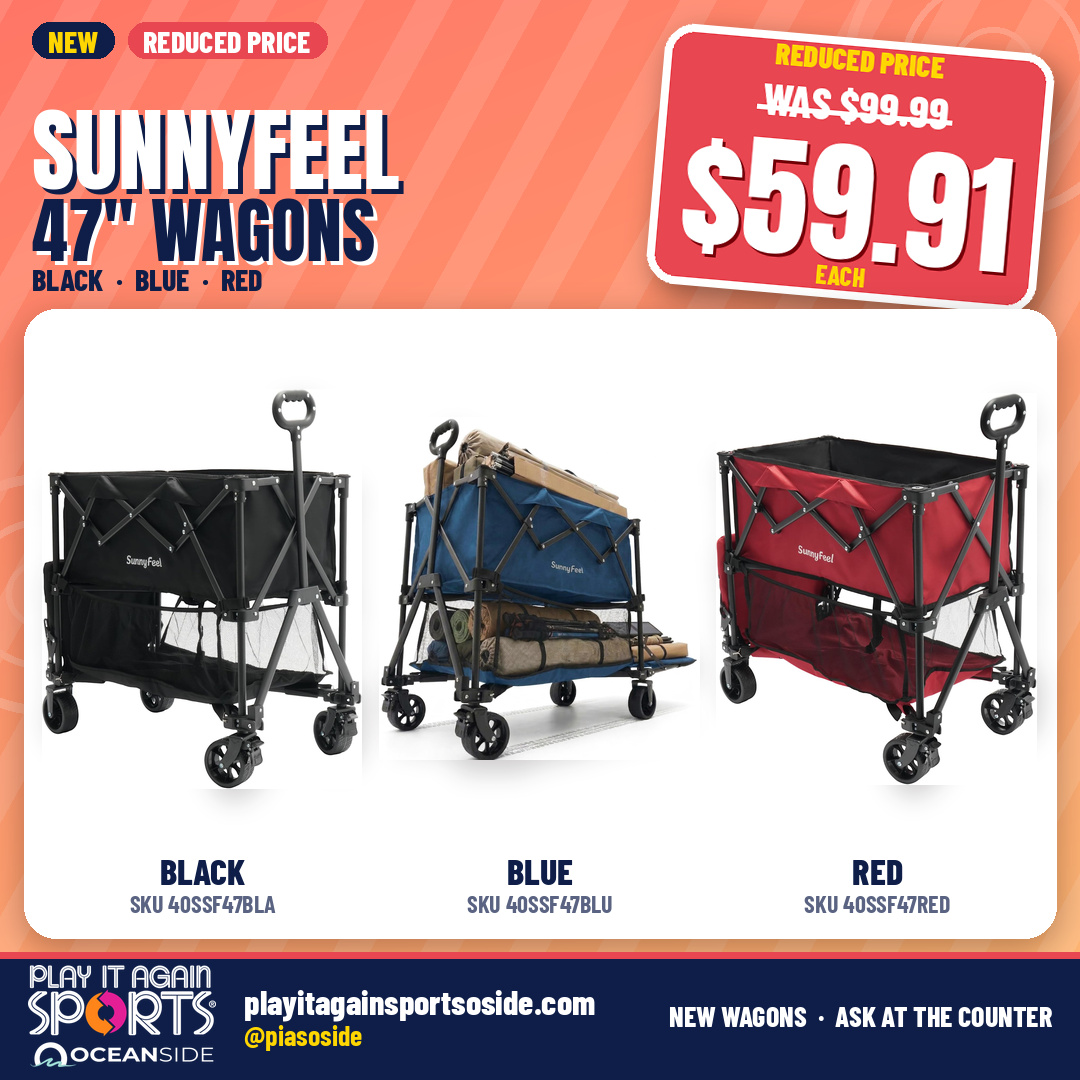 NEW
REDUCED PRICE
REDUCED PRICE
WAS $99.99
$59.91
EACH
SUNNYFEEL
47" WAGONS
BLACK · BLUE · RED
SunnyFeel
SunnyFeel
SunnyFeel
BLACK
SKU 40SSF47BLA
BLUE
SKU 40SSF47BLU
RED
SKU 40SSF47RED
PLAY IT AGAIN
SPORTS®
OCEANSIDE
playitagainsportsoside.com
@piasoside
NEW WAGONS · ASK AT THE COUNTER